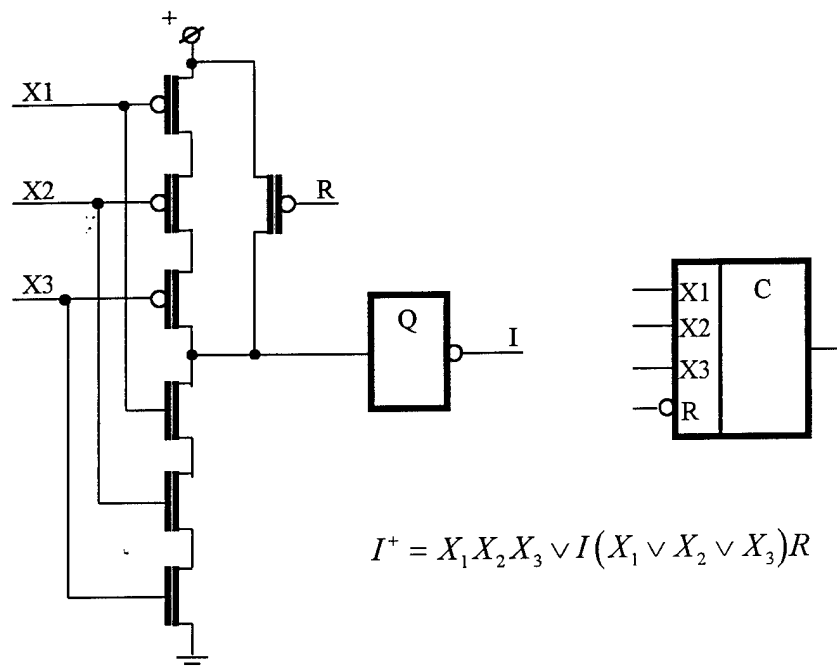 +
X1
X2
R
X3
Q
I
X1
C
X2
X3
R
I⁺ = X₁X₂X₃ ∨ I(X₁ ∨ X₂ ∨ X₃)R